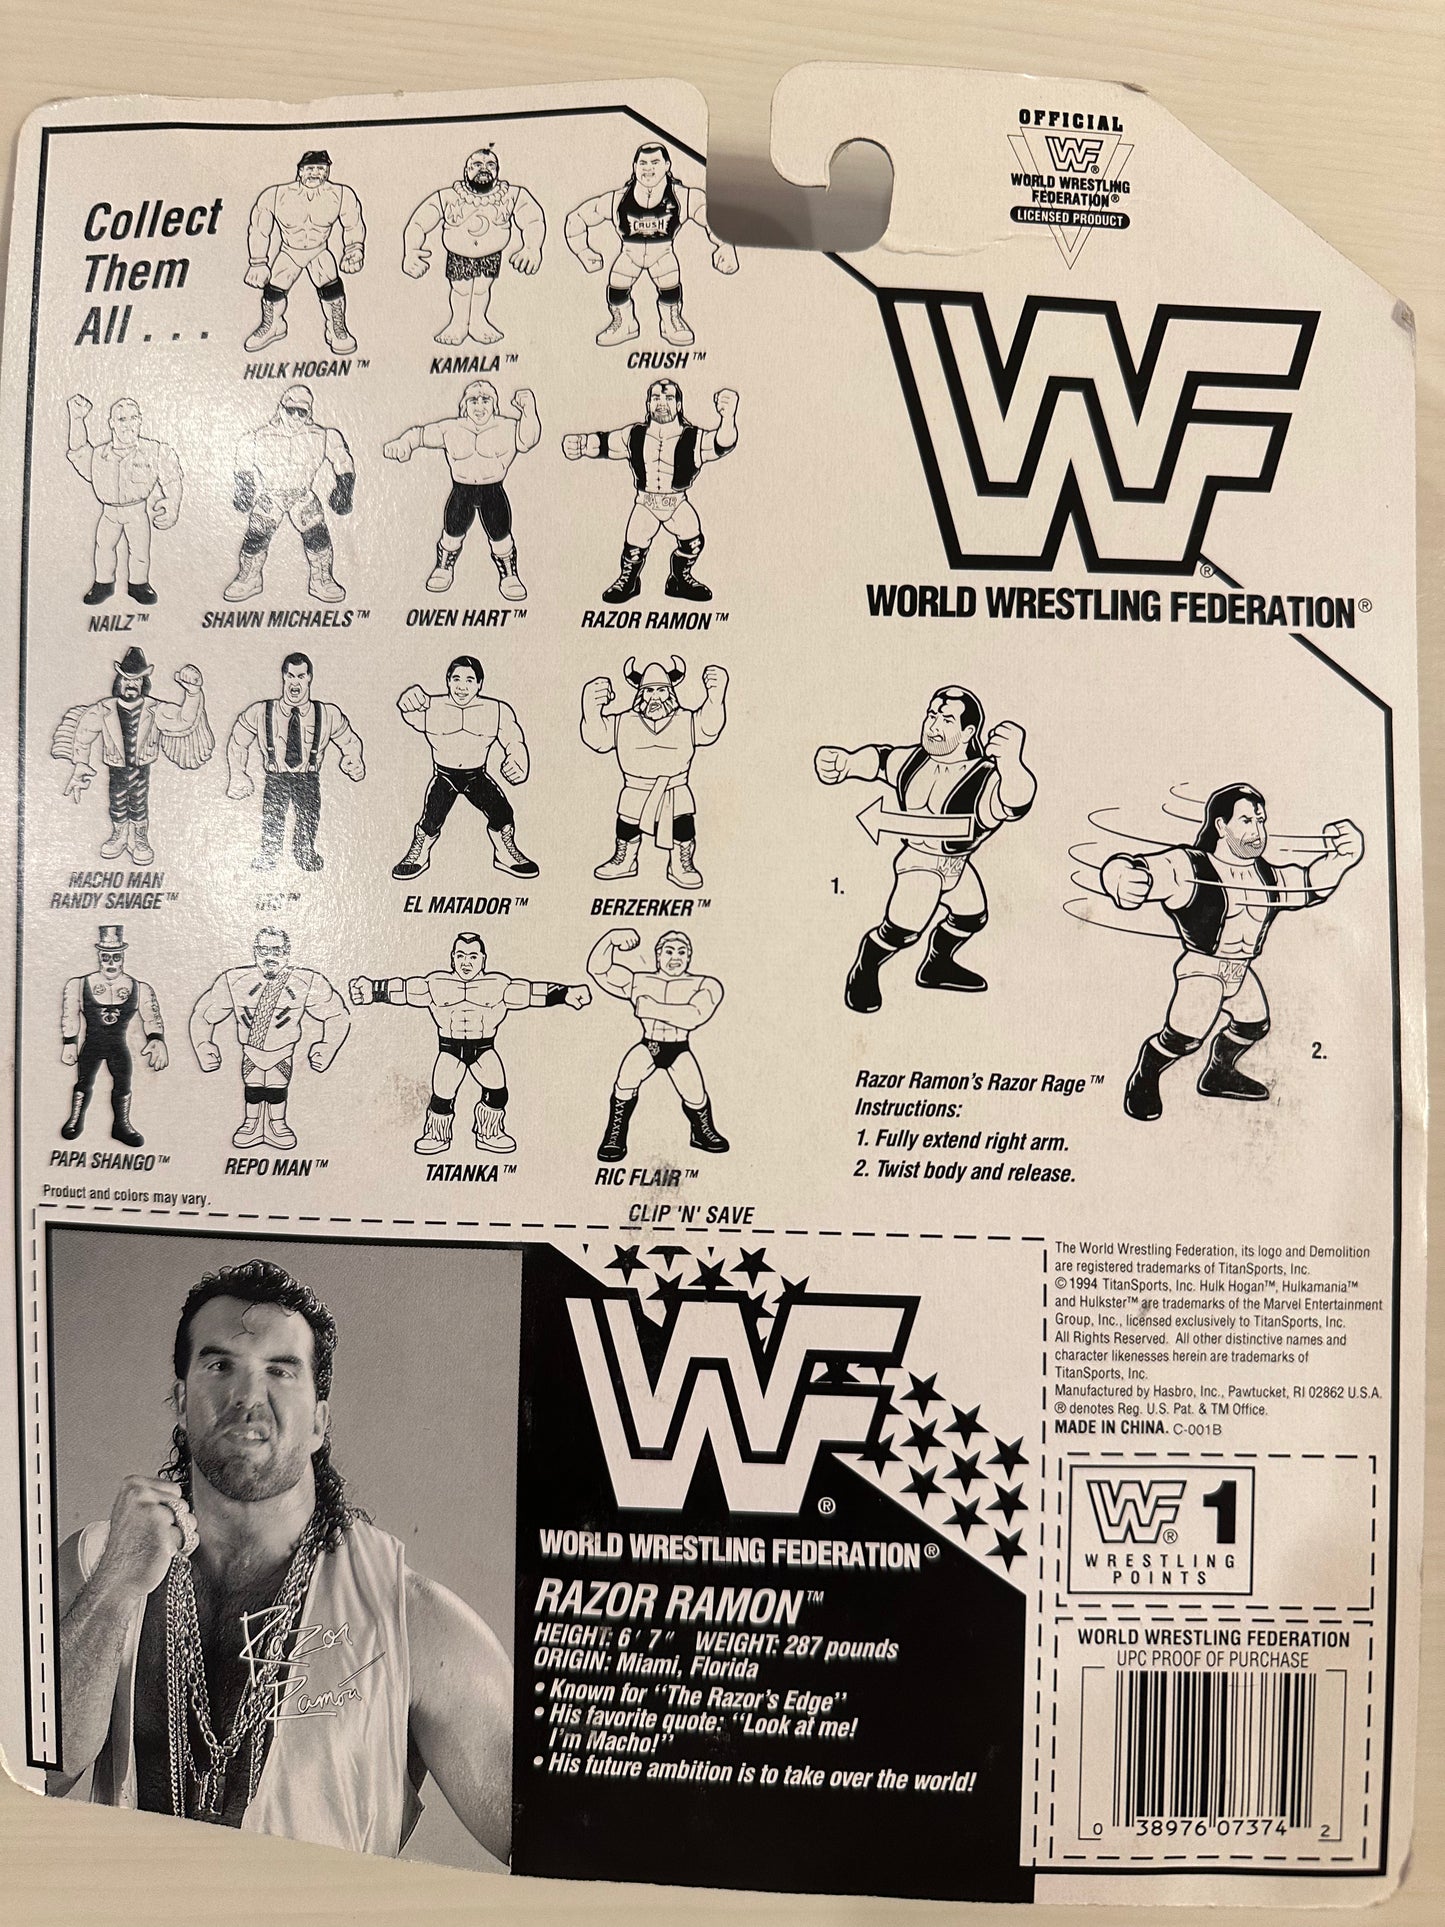 Collect
Them
All . . .
HULK HOGAN™
KAMALA™
CRUSH
CRUSH™
NAILZ™
SHAWN MICHAELS™
OWEN HART™
RAZOR RAMON™
MACHO MAN
RANDY SAVAGE™
EL MATADOR™
BERZERKER™
PAPA SHANGO™
REPO MAN™
TATANKA™
RIC FLAIR™
Product and colors may vary.
CLIP 'N' SAVE
OFFICIAL
WF®
WORLD WRESTLING
FEDERATION®
LICENSED PRODUCT
WF®
WORLD WRESTLING FEDERATION®
1.
2.
Razor Ramon's Razor Rage™
Instructions:
1. Fully extend right arm.
2. Twist body and release.
Razor
Ramon
WF®
WORLD WRESTLING FEDERATION®
RAZOR RAMON™
HEIGHT: 6' 7" WEIGHT: 287 pounds
ORIGIN: Miami, Florida
• Known for "The Razor's Edge"
• His favorite quote: "Look at me!
I'm Macho!"
• His future ambition is to take over the world!
The World Wrestling Federation, its logo and Demolition
are registered trademarks of TitanSports, Inc.
©1994 TitanSports, Inc. Hulk Hogan™, Hulkamania™
and Hulkster™ are trademarks of the Marvel Entertainment
Group, Inc., licensed exclusively to TitanSports, Inc.
All Rights Reserved. All other distinctive names and
character likenesses herein are trademarks of
TitanSports, Inc.
Manufactured by Hasbro, Inc., Pawtucket, RI 02862 U.S.A.
® denotes Reg. U.S. Pat. & TM Office.
MADE IN CHINA. C-001B
WF® 1
WRESTLING
POINTS
WORLD WRESTLING FEDERATION
UPC PROOF OF PURCHASE
0 38976 07374 2